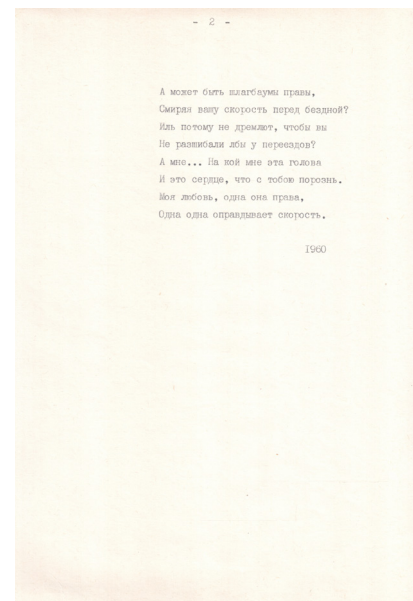 - 2 -
А может быть шлагбаумы правы,
Смиряя вашу скорость перед бездной?
Иль потому не дремлют, чтобы вы
Не разшибали лбы у переездов?
А мне... На кой мне эта голова
И это сердце, что с тобою порознь.
Моя любовь, одна она права,
Одна одна оправдывает скорость.
1960